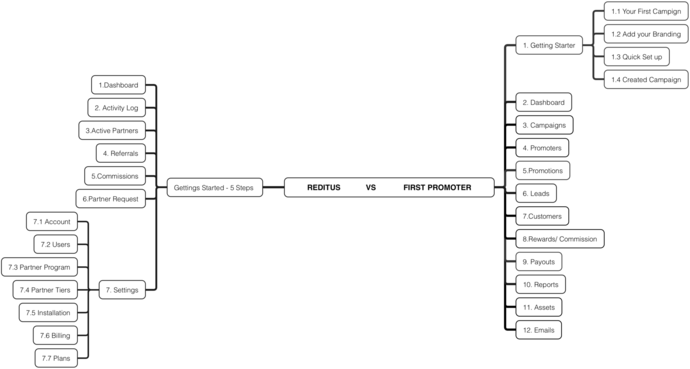 REDITUS VS FIRST PROMOTER
Gettings Started - 5 Steps
1.Dashboard
2. Activity Log
3.Active Partners
4. Referrals
5.Commissions
6.Partner Request
7. Settings
7.1 Account
7.2 Users
7.3 Partner Program
7.4 Partner Tiers
7.5 Installation
7.6 Billing
7.7 Plans
1. Getting Starter
1.1 Your First Campign
1.2 Add your Branding
1.3 Quick Set up
1.4 Created Campaign
2. Dashboard
3. Campaigns
4. Promoters
5.Promotions
6. Leads
7.Customers
8.Rewards/ Commission
9. Payouts
10. Reports
11. Assets
12. Emails